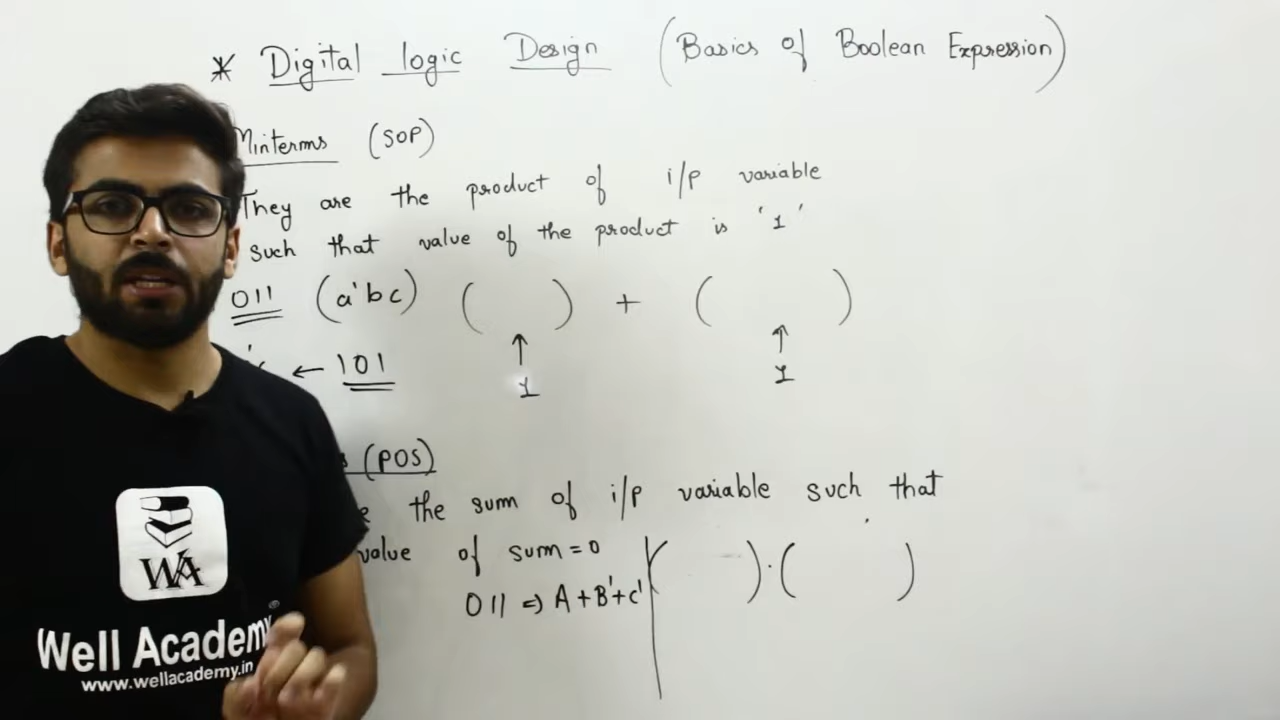 * Digital logic Design (Basics of Boolean Expression)
Minterms (SOP)
They are the product of i/p variable
such that value of the product is '1'
011 (a'bc) ( ) + ( )
1 1
← 101
(POS)
the sum of i/p variable such that
value of sum = 0
011 => A+B'+C' ( ) . ( )
WA
Well Academy®
www.wellacademy.in